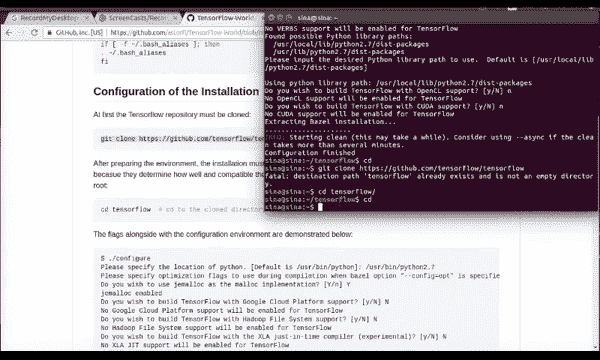 RecordMyDesktop
ScreenCasts/Recor
TensorFlow-World
GitHub, Inc. [US]
https://github.com/astorfi/TensorFlow-World/blob
if [ -f ~/.bash_aliases ]; then
. ~/.bash_aliases
fi
Configuration of the Installation
At first the Tensorflow repository must be cloned:
git clone https://github.com/tensorflow/
After preparing the environment, the installation must
because they determine how well and compatible the
root:
cd tensorflow # cd to the cloned director
The flags alongside with the configuration environment are demonstrated below:
$ ./configure
Please specify the location of python. [Default is /usr/bin/python]: /usr/bin/python2.7
Please specify optimization flags to use during compilation when bazel option "--config=opt" is specifie
Do you wish to use jemalloc as the malloc implementation? [Y/n] Y
jemalloc enabled
Do you wish to build TensorFlow with Google Cloud Platform support? [y/N] N
No Google Cloud Platform support will be enabled for TensorFlow
Do you wish to build TensorFlow with Hadoop File System support? [y/N] N
No Hadoop File System support will be enabled for TensorFlow
Do you wish to build TensorFlow with the XLA just-in-time compiler (experimental)? [y/N] N
No XLA JIT support will be enabled for TensorFlow
sina@sina: ~
No VERBS support will be enabled for TensorFlow
Found possible Python library paths:
/usr/local/lib/python2.7/dist-packages
/usr/lib/python2.7/dist-packages
Please input the desired Python library path to use. Default is [/usr/local/lib
/python2.7/dist-packages]
Using python library path: /usr/local/lib/python2.7/dist-packages
Do you wish to build TensorFlow with OpenCL support? [y/N] n
No OpenCL support will be enabled for TensorFlow
Do you wish to build TensorFlow with CUDA support? [y/N] n
No CUDA support will be enabled for TensorFlow
Extracting Bazel installation...
....................
INFO: Starting clean (this may take a while). Consider using --async if the clea
n takes more than several minutes.
Configuration finished
sina@sina:~/tensorflow$ cd
sina@sina:~$ git clone https://github.com/tensorflow/tensorflow
fatal: destination path 'tensorflow' already exists and is not an empty director
y.
sina@sina:~$ cd tensorflow/
sina@sina:~/tensorflow$ cd
sina@sina:~$